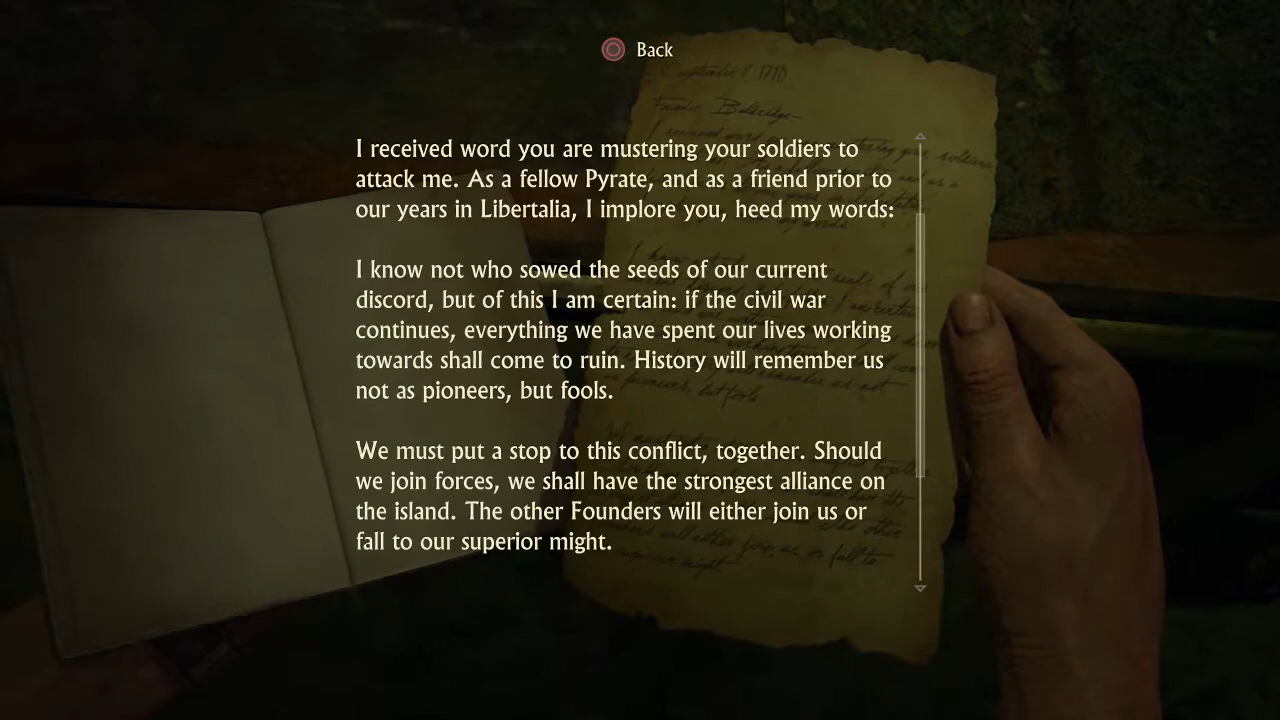 Back
I received word you are mustering your soldiers to
attack me. As a fellow Pyrate, and as a friend prior to
our years in Libertalia, I implore you, heed my words:
I know not who sowed the seeds of our current
discord, but of this I am certain: if the civil war
continues, everything we have spent our lives working
towards shall come to ruin. History will remember us
not as pioneers, but fools.
We must put a stop to this conflict, together. Should
we join forces, we shall have the strongest alliance on
the island. The other Founders will either join us or
fall to our superior might.